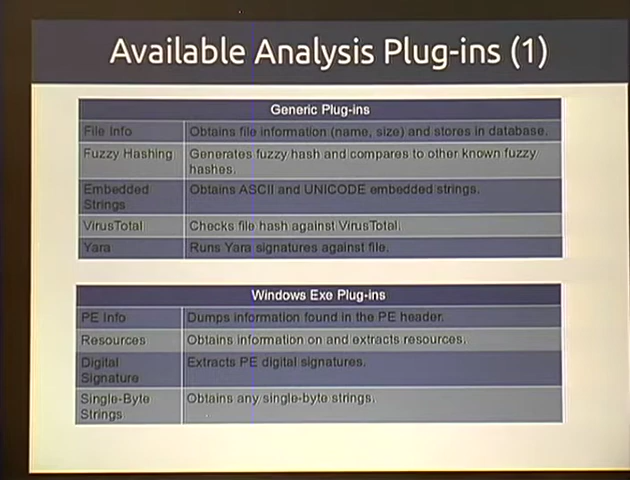 Available Analysis Plug-ins (1)
Generic Plug-ins
File Info Obtains file information (name, size) and stores in database.
Fuzzy Hashing Generates fuzzy hash and compares to other known fuzzy
hashes.
Embedded Obtains ASCII and UNICODE embedded strings.
Strings
VirusTotal Checks file hash against VirusTotal.
Yara Runs Yara signatures against file.
Windows Exe Plug-ins
PE Info Dumps information found in the PE header.
Resources Obtains information on and extracts resources.
Digital Extracts PE digital signatures.
Signature
Single-Byte Obtains any single-byte strings.
Strings